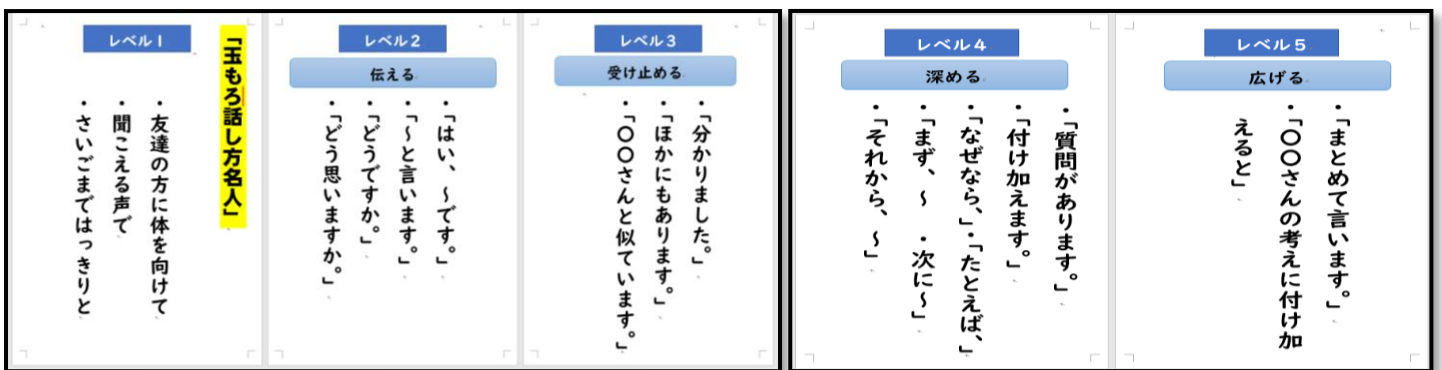 「玉もろ話し方名人」
レベル1
・友達の方に体を向けて
・聞こえる声で
・さいごまではっきりと
レベル2
伝える
・「はい、～です。」
・「～と言います。」
・「どうですか。」
・「どう思いますか。」
レベル3
受け止める
・「分かりました。」
・「ほかにもあります。」
・「〇〇さんと似ています。」
レベル4
深める
・「質問があります。」
・「付け加えます。」
・「なぜなら、」・「たとえば、」
・「まず、～　・次に～」
・「それから、～」
レベル5
広げる
・「まとめて言います。」
・「〇〇さんの考えに付け加
えると」